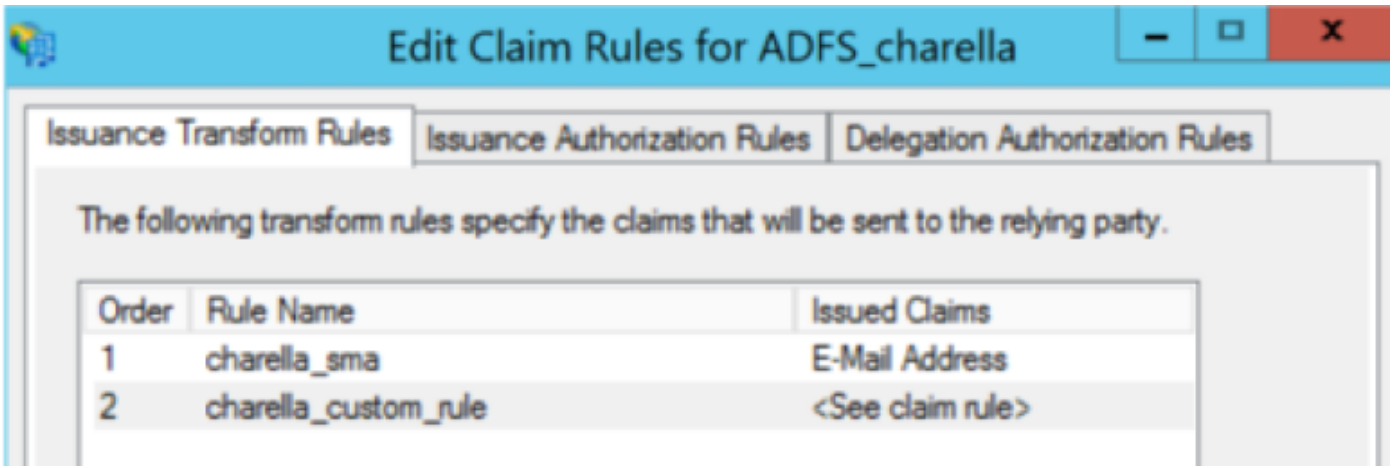 Edit Claim Rules for ADFS_charella
Issuance Transform Rules Issuance Authorization Rules Delegation Authorization Rules
The following transform rules specify the claims that will be sent to the relying party.
Order Rule Name Issued Claims
1 charella_sma E-Mail Address
2 charella_custom_rule <See claim rule>